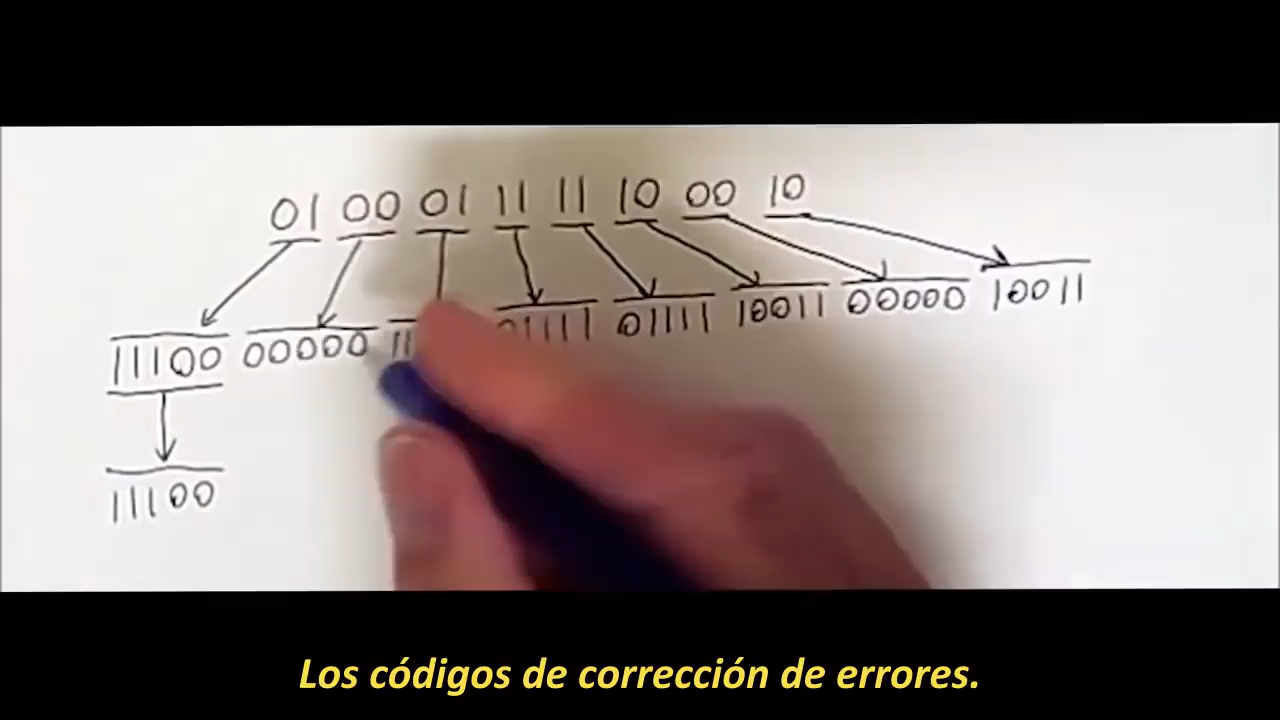 01 00 01 11 11 10 00 10
11100 00000 11 01111 01111 10011 00000 10011
11100
Los códigos de corrección de errores.